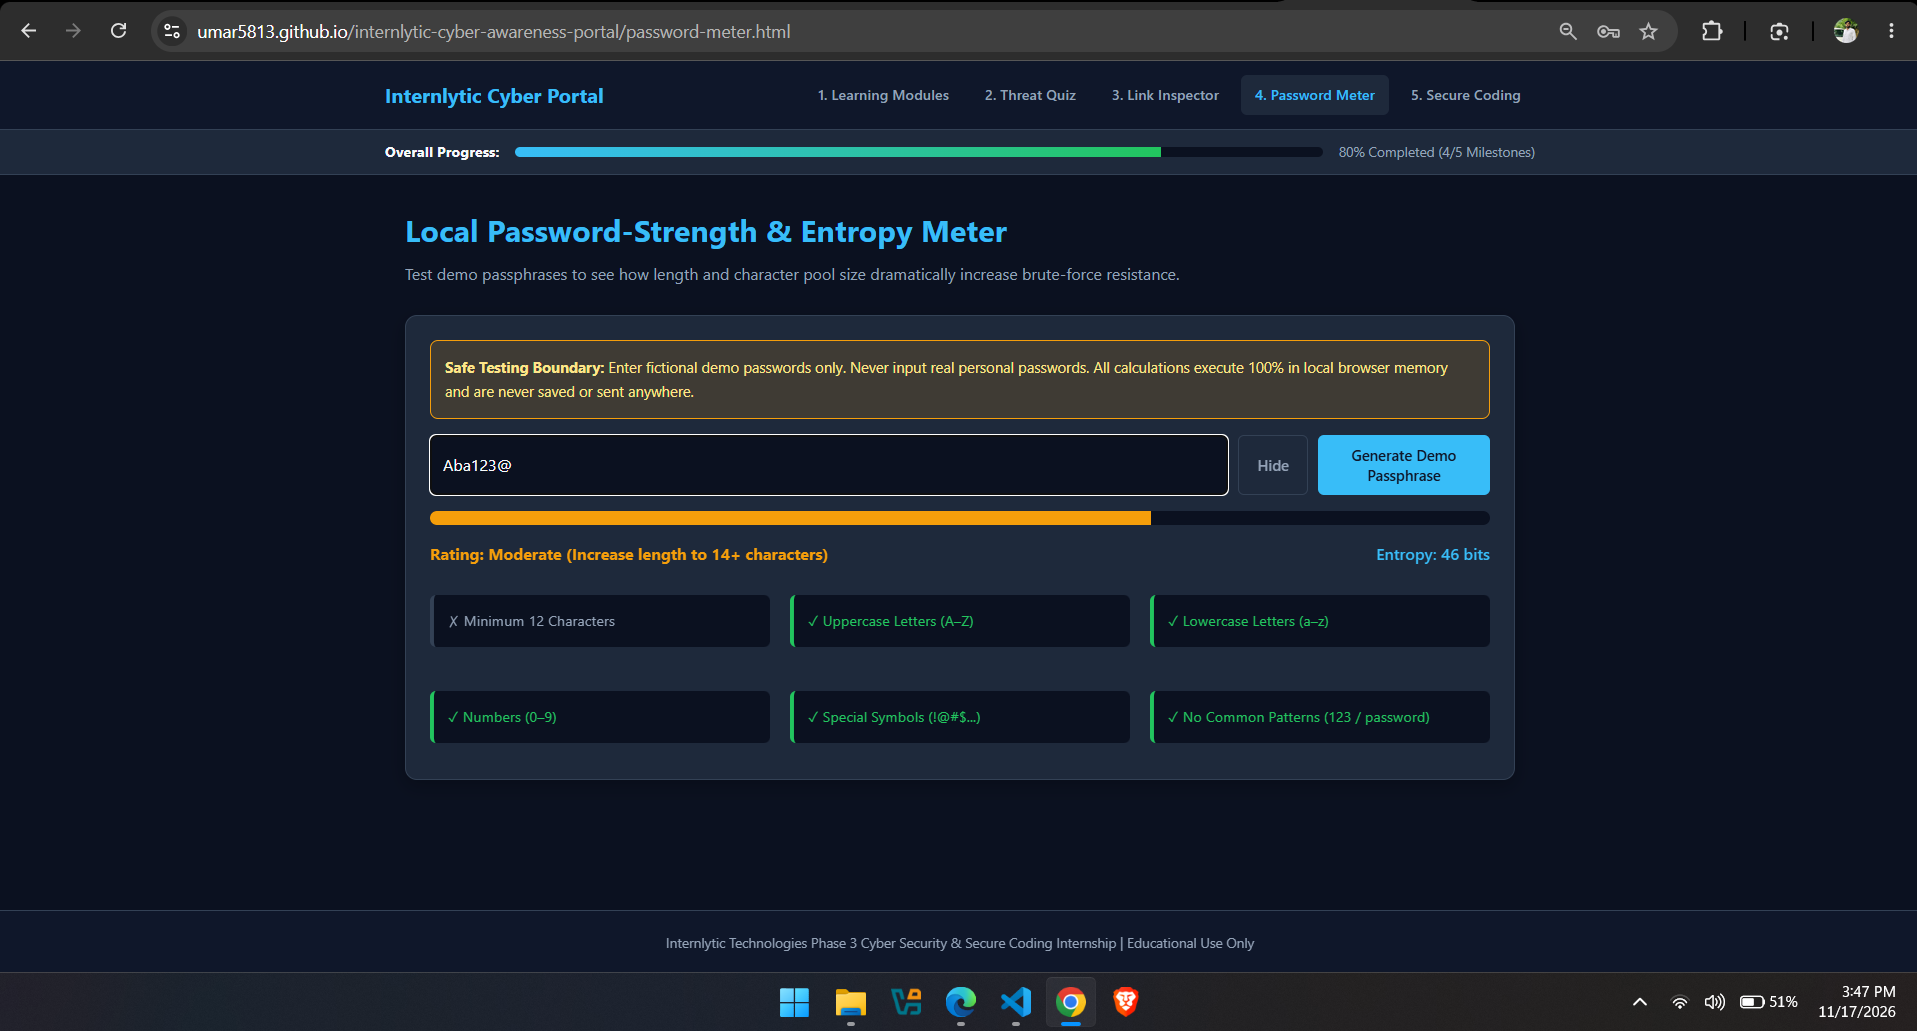 umar5813.github.io/internlytic-cyber-awareness-portal/password-meter.html
Internlytic Cyber Portal
1. Learning Modules
2. Threat Quiz
3. Link Inspector
4. Password Meter
5. Secure Coding
Overall Progress:
80% Completed (4/5 Milestones)
Local Password-Strength & Entropy Meter
Test demo passphrases to see how length and character pool size dramatically increase brute-force resistance.
Safe Testing Boundary: Enter fictional demo passwords only. Never input real personal passwords. All calculations execute 100% in local browser memory
and are never saved or sent anywhere.
Aba123@
Hide
Generate Demo
Passphrase
Rating: Moderate (Increase length to 14+ characters)
Entropy: 46 bits
✗ Minimum 12 Characters
✓ Uppercase Letters (A–Z)
✓ Lowercase Letters (a–z)
✓ Numbers (0–9)
✓ Special Symbols (!@#$...)
✓ No Common Patterns (123 / password)
Internlytic Technologies Phase 3 Cyber Security & Secure Coding Internship | Educational Use Only
51%
3:47 PM
11/17/2026